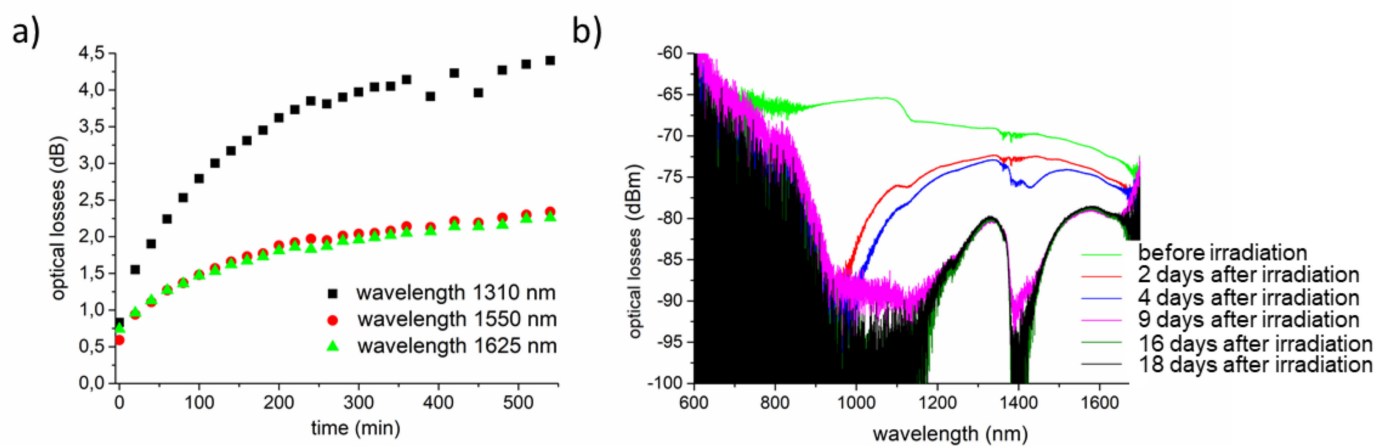 a)
4,5
4,0
3,5
3,0
2,5
2,0
1,5
1,0
0,5
0,0
optical losses (dB)
wavelength 1310 nm
wavelength 1550 nm
wavelength 1625 nm
0 100 200 300 400 500
time (min)
b)
-60
-65
-70
-75
-80
-85
-90
-95
-100
optical losses (dBm)
before irradiation
2 days after irradiation
4 days after irradiation
9 days after irradiation
16 days after irradiation
18 days after irradiation
600 800 1000 1200 1400 1600
wavelength (nm)